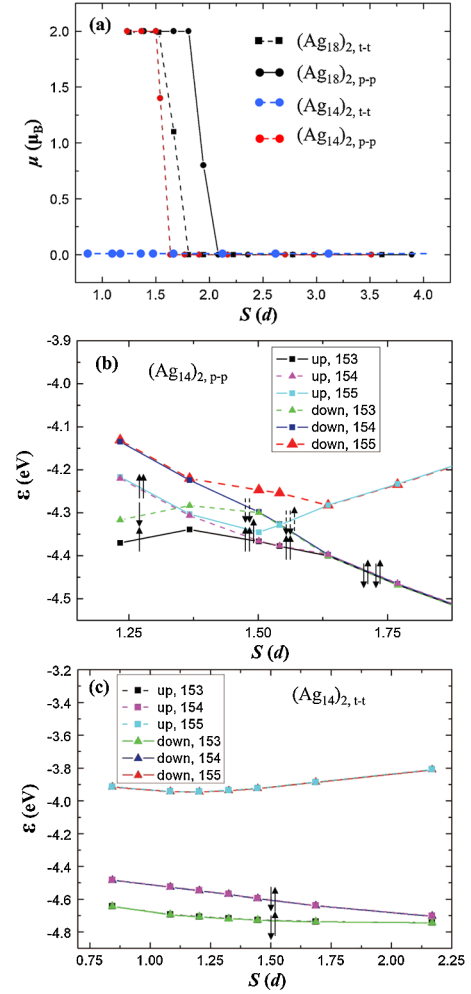 (a)
(Ag18)2, t-t
(Ag18)2, p-p
(Ag14)2, t-t
(Ag14)2, p-p
μ (μB)
2.0
1.5
1.0
0.5
0.0
1.0 1.5 2.0 2.5 3.0 3.5 4.0
S (d)
(b)
(Ag14)2, p-p
up, 153
up, 154
up, 155
down, 153
down, 154
down, 155
ε (eV)
-3.9
-4.0
-4.1
-4.2
-4.3
-4.4
-4.5
1.25 1.50 1.75
S (d)
(c)
(Ag14)2, t-t
up, 153
up, 154
up, 155
down, 153
down, 154
down, 155
ε (eV)
-3.2
-3.4
-3.6
-3.8
-4.0
-4.2
-4.4
-4.6
-4.8
0.75 1.00 1.25 1.50 1.75 2.00 2.25
S (d)